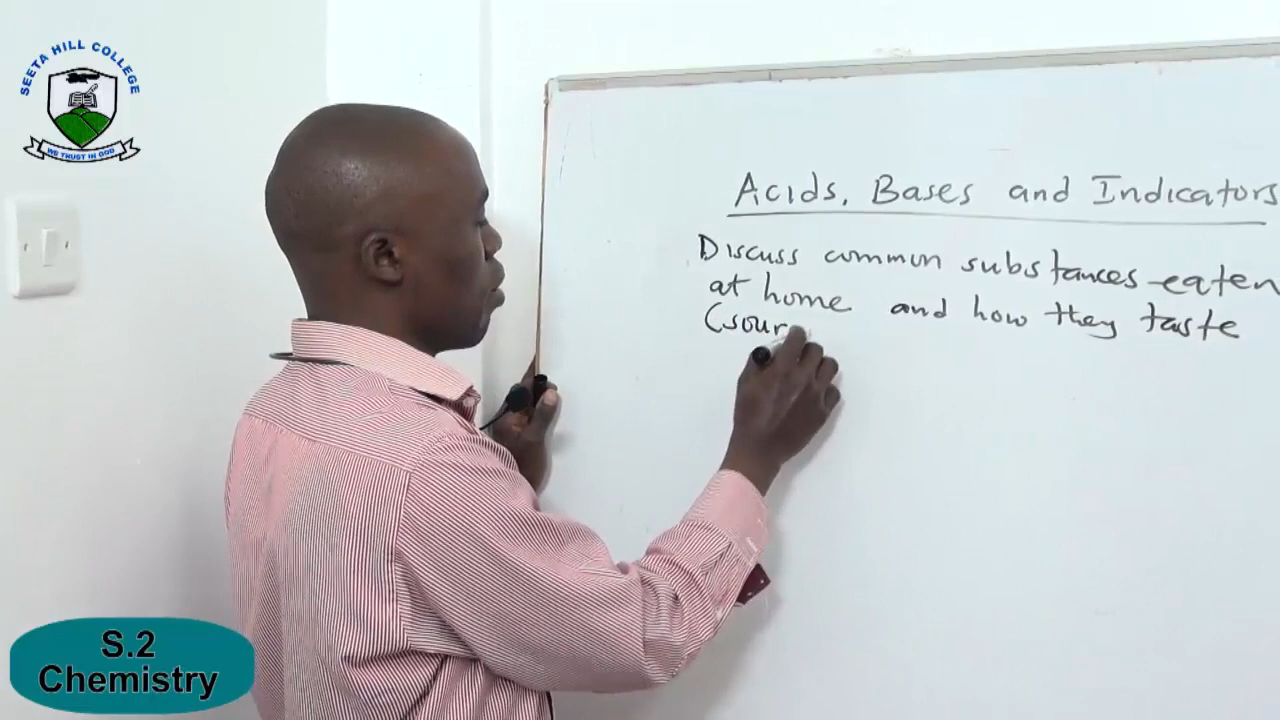 SEETA HILL COLLEGE
WE TRUST IN GOD
Acids, Bases and Indicators
Discuss common substances eaten
at home and how they taste
(sour
S.2
Chemistry